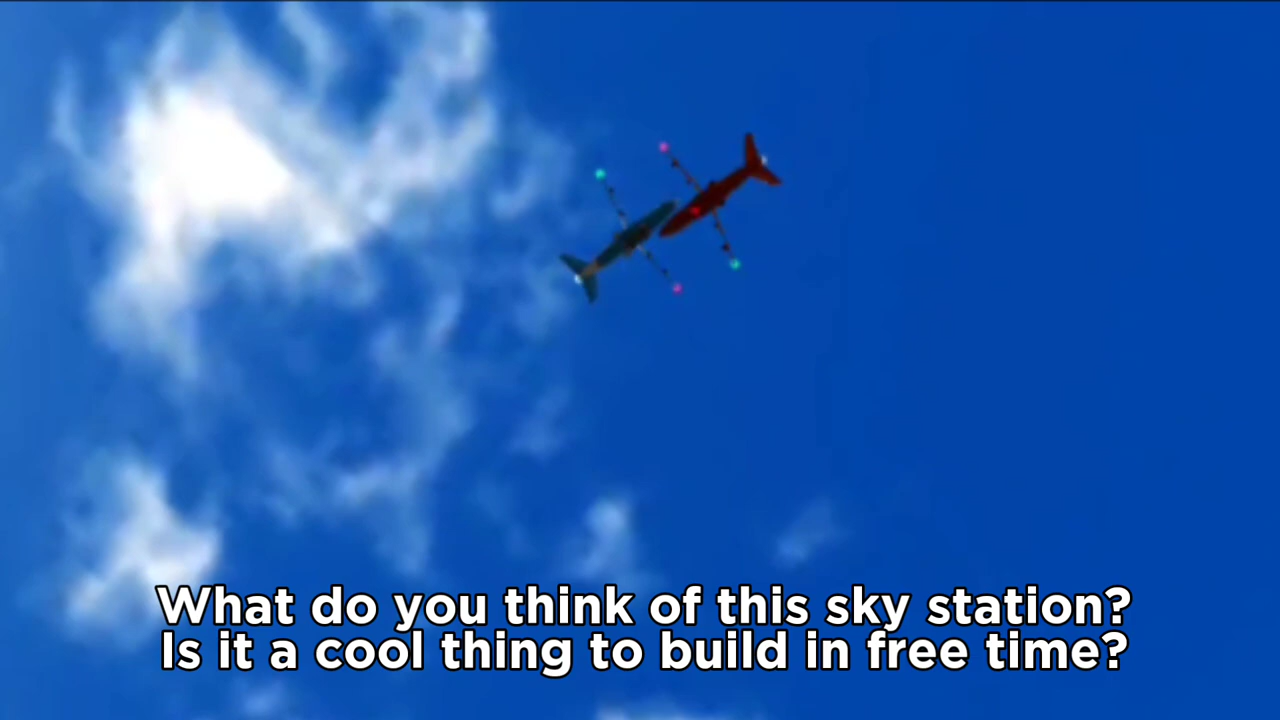 What do you think of this sky station?
Is it a cool thing to build in free time?